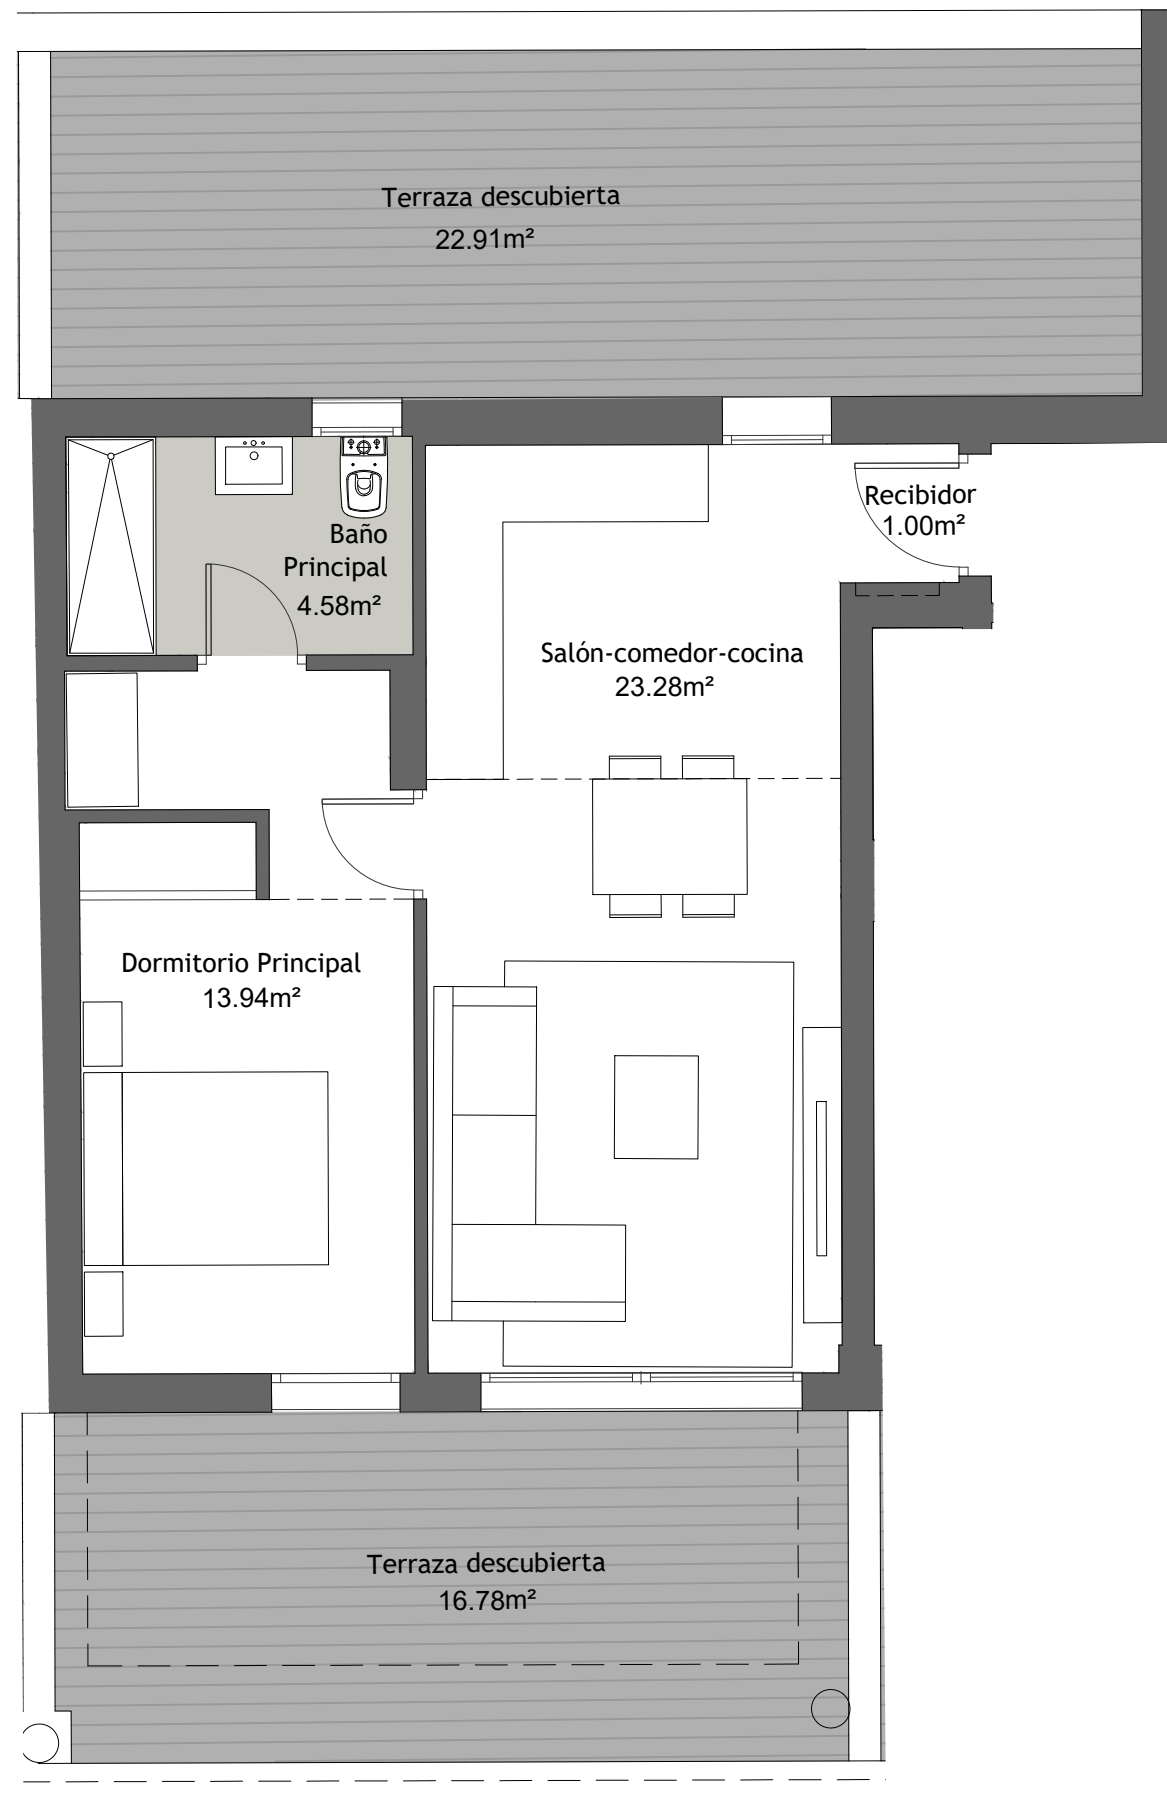 Terraza descubierta
22.91m²
Recibidor
1.00m²
Baño
Principal
4.58m²
Salón-comedor-cocina
23.28m²
Dormitorio Principal
13.94m²
Terraza descubierta
16.78m²